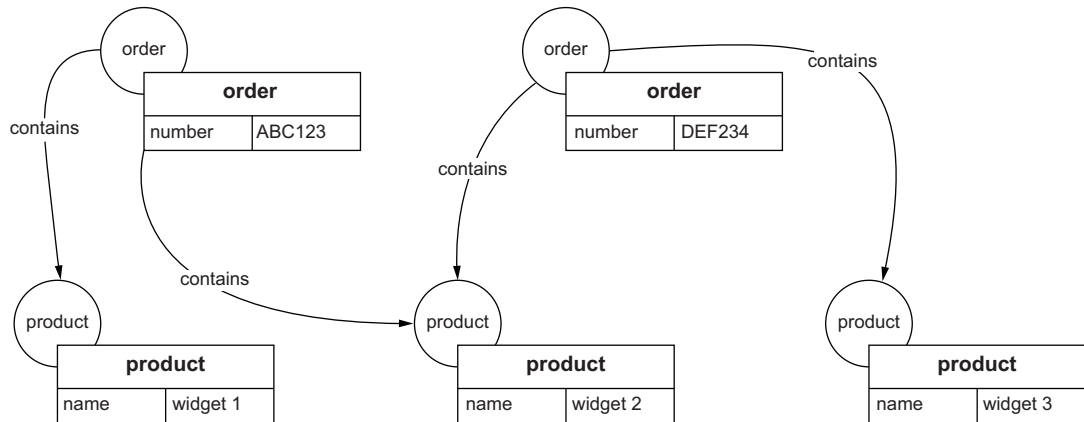 order
order
contains
order
order
number ABC123
number DEF234
contains
contains
contains
product
product
product
product
product
product
name widget 1
name widget 2
name widget 3